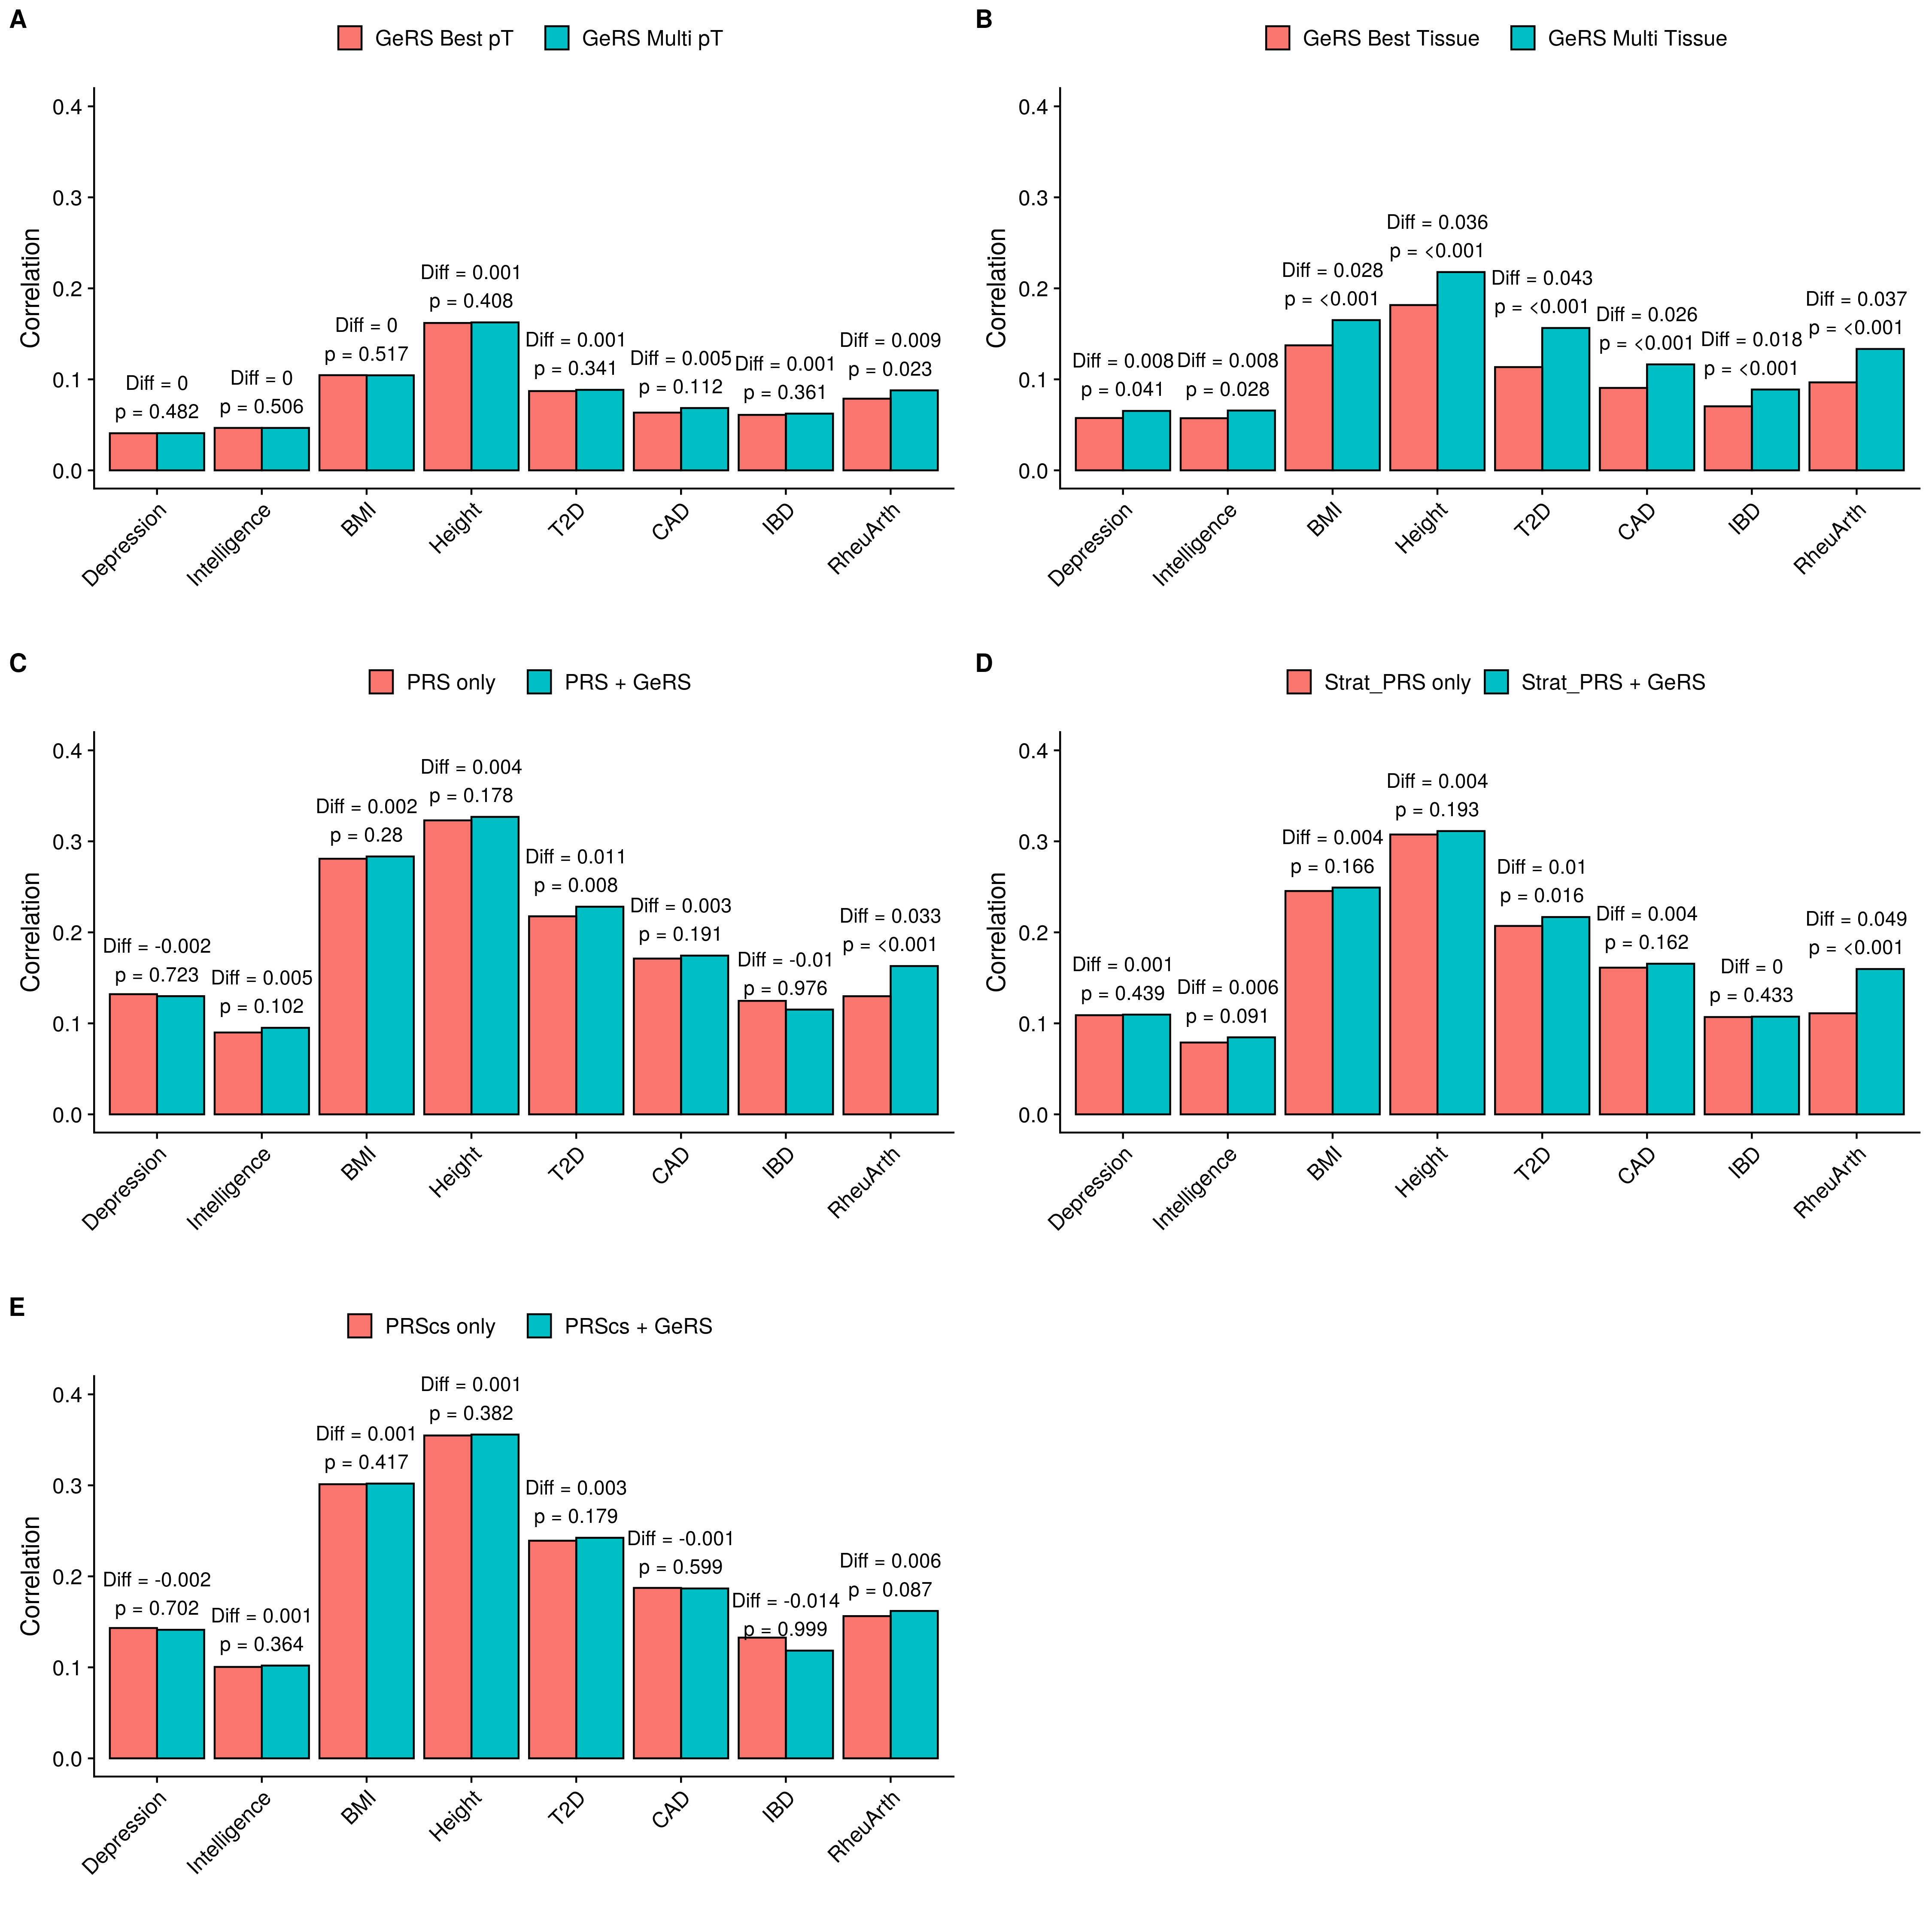 A
GeRS Best pT GeRS Multi pT
Correlation
0.4
0.3
0.2
0.1
0.0
Diff = 0
p = 0.482
Diff = 0
p = 0.506
Diff = 0
p = 0.517
Diff = 0.001
p = 0.408
Diff = 0.001
p = 0.341
Diff = 0.005
p = 0.112
Diff = 0.001
p = 0.361
Diff = 0.009
p = 0.023
Depression
Intelligence
BMI
Height
T2D
CAD
IBD
RheuArth
B
GeRS Best Tissue GeRS Multi Tissue
Correlation
0.4
0.3
0.2
0.1
0.0
Diff = 0.008
p = 0.041
Diff = 0.008
p = 0.028
Diff = 0.028
p = <0.001
Diff = 0.036
p = <0.001
Diff = 0.043
p = <0.001
Diff = 0.026
p = <0.001
Diff = 0.018
p = <0.001
Diff = 0.037
p = <0.001
Depression
Intelligence
BMI
Height
T2D
CAD
IBD
RheuArth
C
PRS only PRS + GeRS
Correlation
0.4
0.3
0.2
0.1
0.0
Diff = -0.002
p = 0.723
Diff = 0.005
p = 0.102
Diff = 0.002
p = 0.28
Diff = 0.004
p = 0.178
Diff = 0.011
p = 0.008
Diff = 0.003
p = 0.191
Diff = -0.01
p = 0.976
Diff = 0.033
p = <0.001
Depression
Intelligence
BMI
Height
T2D
CAD
IBD
RheuArth
D
Strat_PRS only Strat_PRS + GeRS
Correlation
0.4
0.3
0.2
0.1
0.0
Diff = 0.001
p = 0.439
Diff = 0.006
p = 0.091
Diff = 0.004
p = 0.166
Diff = 0.004
p = 0.193
Diff = 0.01
p = 0.016
Diff = 0.004
p = 0.162
Diff = 0
p = 0.433
Diff = 0.049
p = <0.001
Depression
Intelligence
BMI
Height
T2D
CAD
IBD
RheuArth
E
PRScs only PRScs + GeRS
Correlation
0.4
0.3
0.2
0.1
0.0
Diff = -0.002
p = 0.702
Diff = 0.001
p = 0.364
Diff = 0.001
p = 0.417
Diff = 0.001
p = 0.382
Diff = 0.003
p = 0.179
Diff = -0.001
p = 0.599
Diff = -0.014
p = 0.999
Diff = 0.006
p = 0.087
Depression
Intelligence
BMI
Height
T2D
CAD
IBD
RheuArth